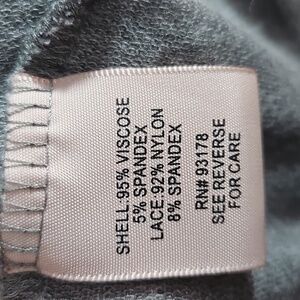 SHELL:95% VISCOSE
5% SPANDEX
LACE:92% NYLON
8% SPANDEX
RN# 93178
SEE REVERSE
FOR CARE